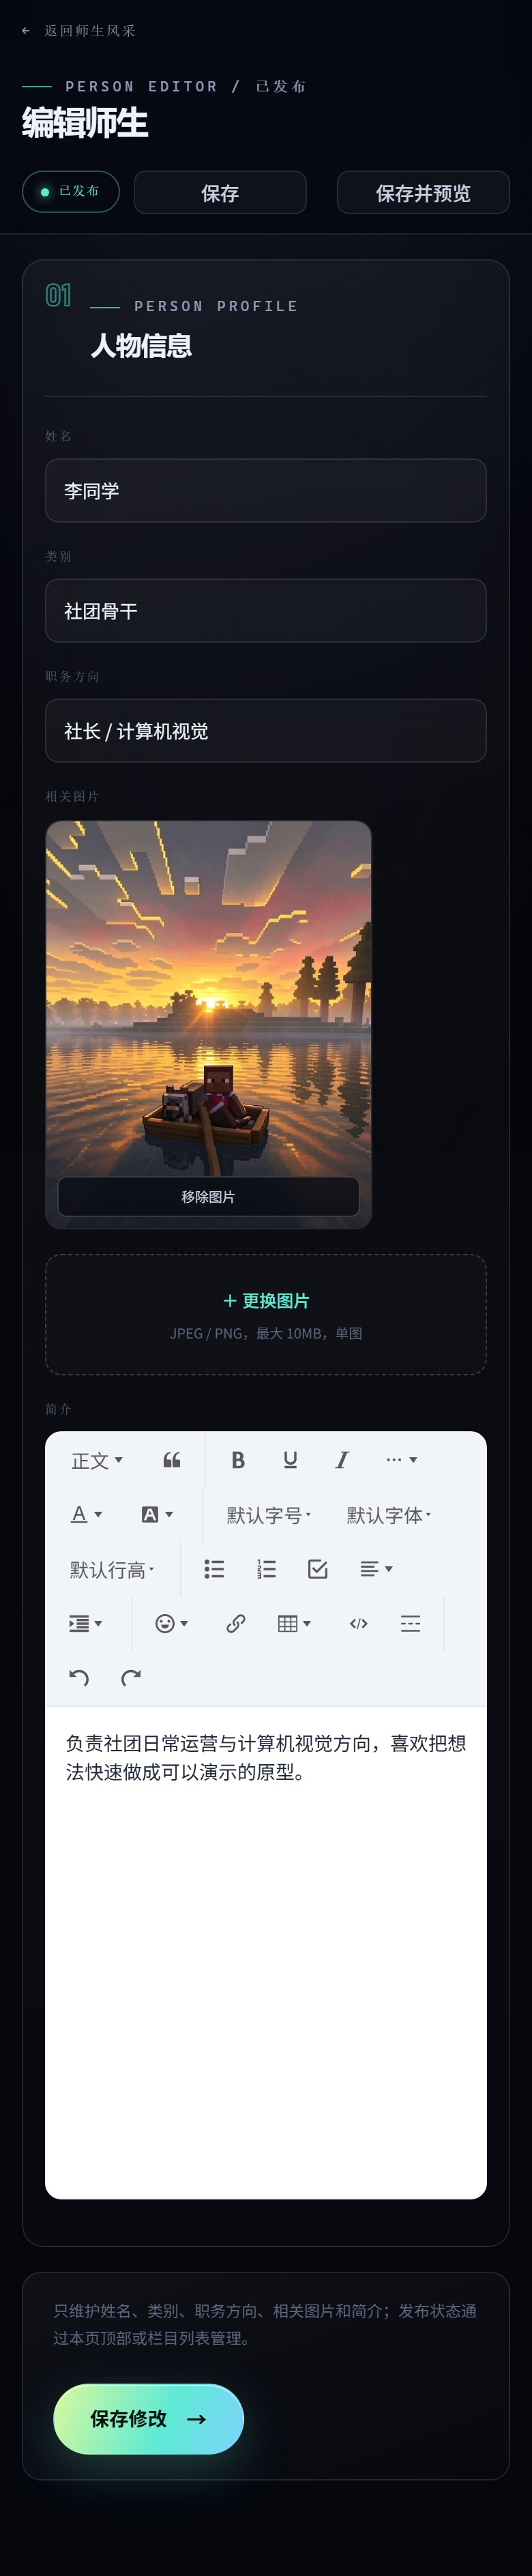 ← 返回师生风采
PERSON EDITOR / 已发布
编辑师生
已发布
保存
保存并预览
01
PERSON PROFILE
人物信息
姓名
李同学
类别
社团骨干
职务方向
社长 / 计算机视觉
相关图片
移除图片
+ 更换图片
JPEG / PNG，最大 10MB，单图
简介
正文 B U I ···
A A 默认字号 默认字体
默认行高
负责社团日常运营与计算机视觉方向，喜欢把想
法快速做成可以演示的原型。
只维护姓名、类别、职务方向、相关图片和简介；发布状态通
过本页顶部或栏目列表管理。
保存修改 →